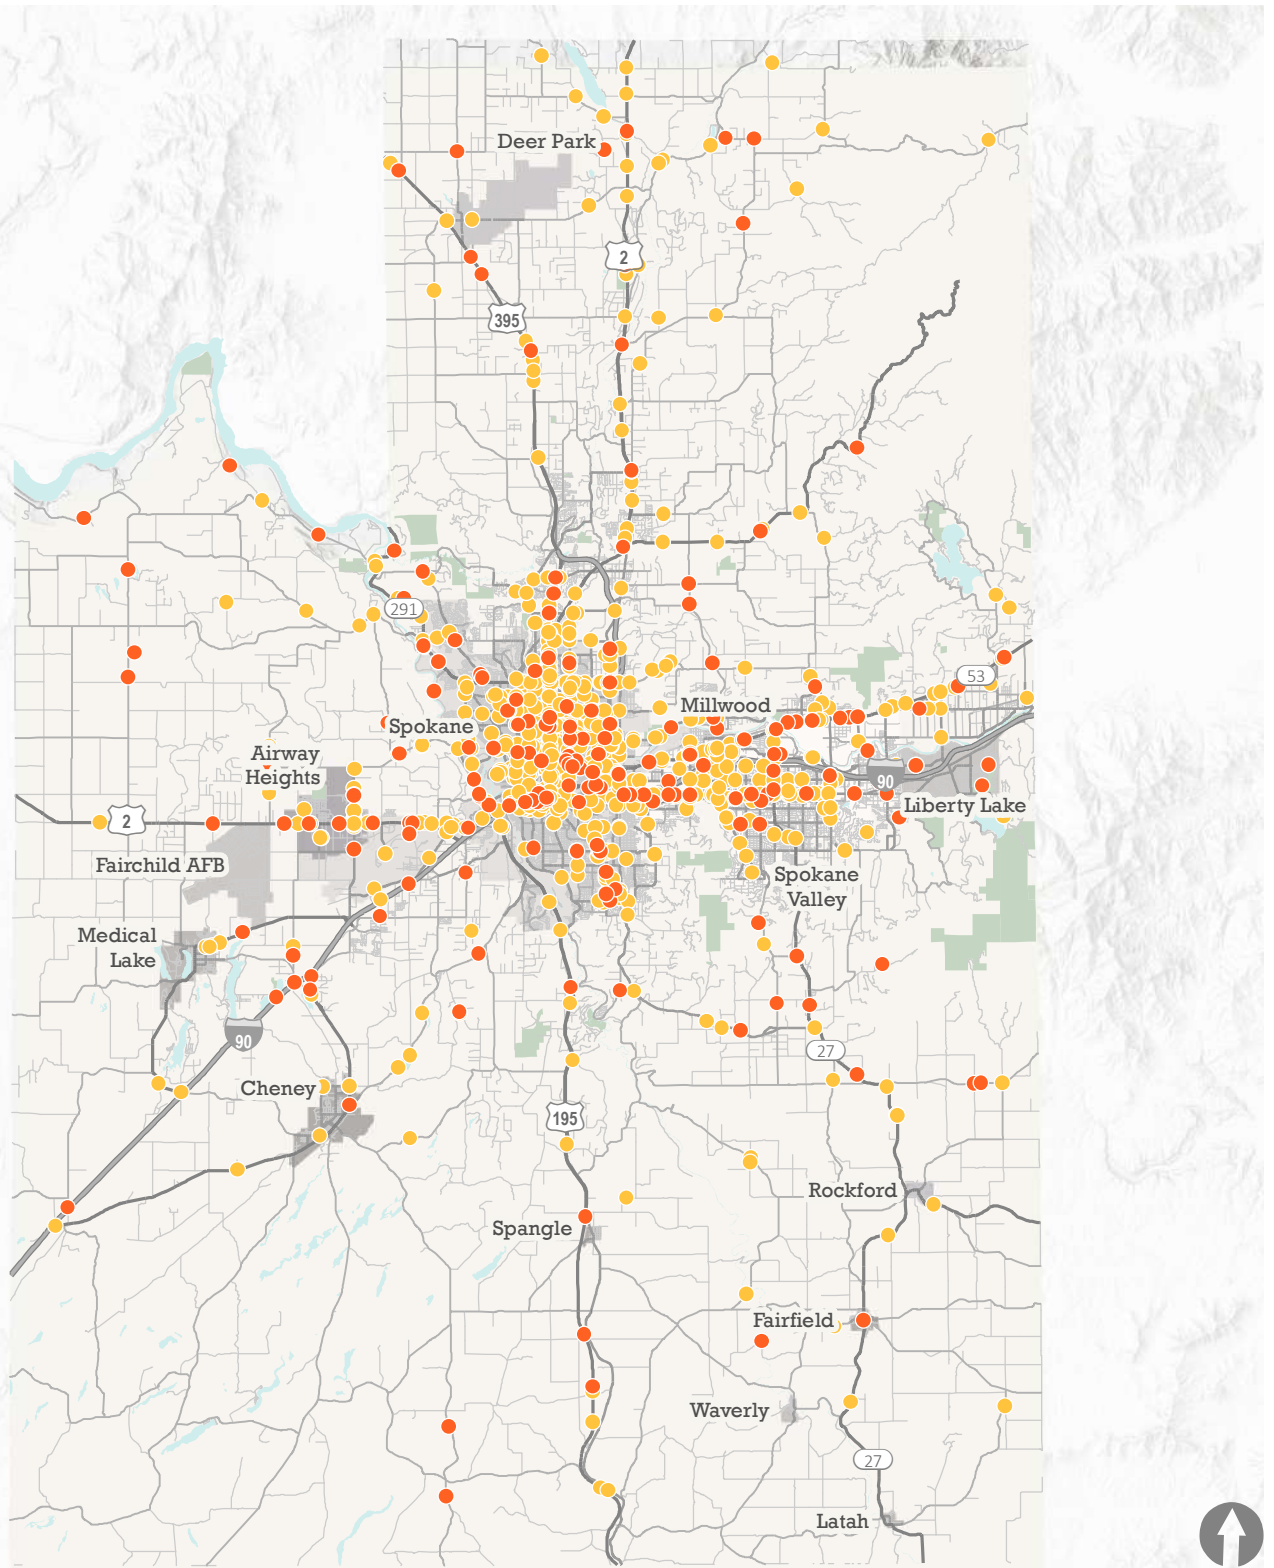 Deer Park
2
395
291
53
Millwood
Spokane
Airway
Heights
90
Liberty Lake
2
Fairchild AFB
Spokane
Valley
Medical
Lake
90
27
Cheney
195
Rockford
Spangle
Fairfield
Waverly
27
Latah